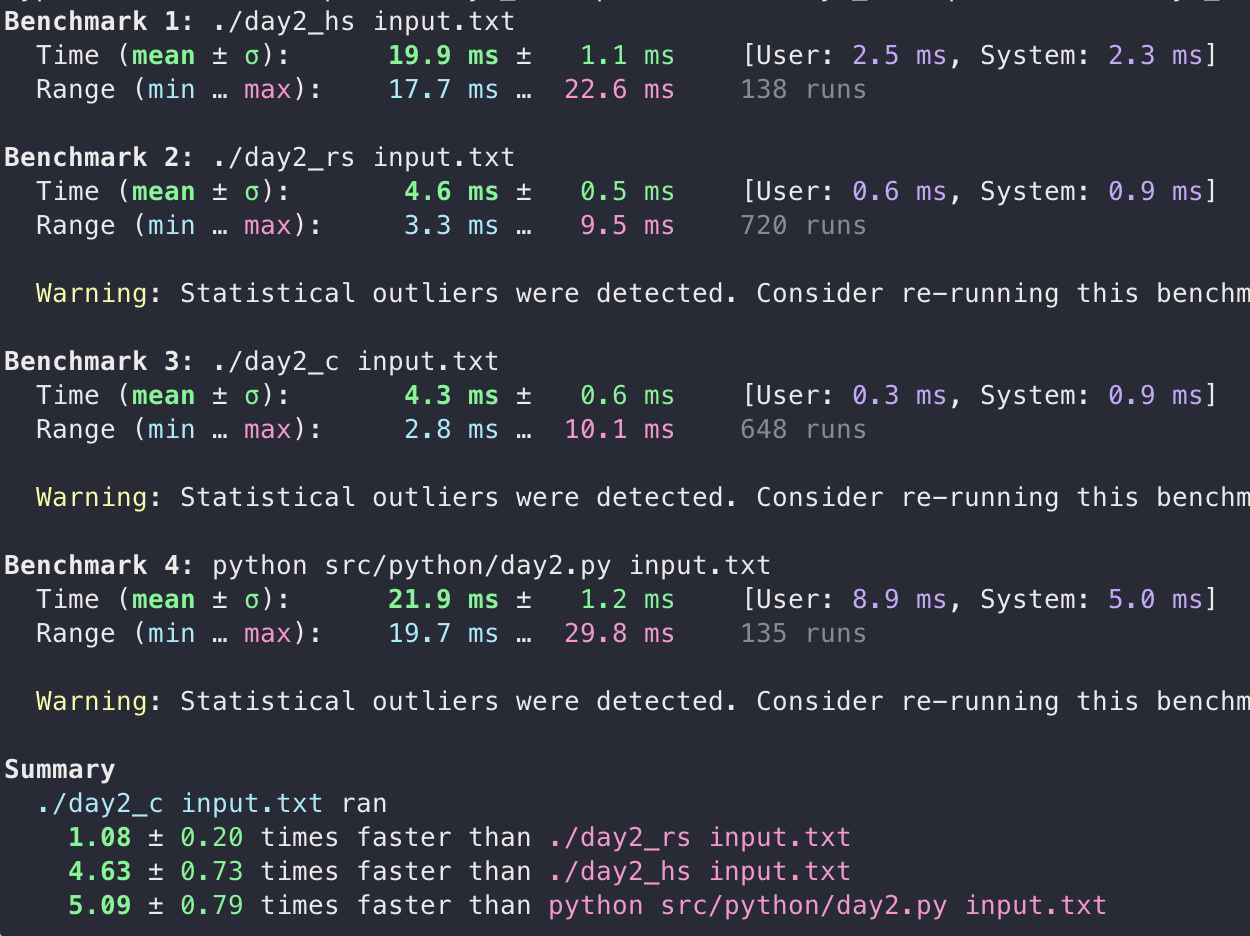 Benchmark 1: ./day2_hs input.txt
  Time (mean ± σ):      19.9 ms ±   1.1 ms    [User: 2.5 ms, System: 2.3 ms]
  Range (min … max):    17.7 ms …  22.6 ms    138 runs

Benchmark 2: ./day2_rs input.txt
  Time (mean ± σ):       4.6 ms ±   0.5 ms    [User: 0.6 ms, System: 0.9 ms]
  Range (min … max):     3.3 ms …   9.5 ms    720 runs

  Warning: Statistical outliers were detected. Consider re-running this benchm

Benchmark 3: ./day2_c input.txt
  Time (mean ± σ):       4.3 ms ±   0.6 ms    [User: 0.3 ms, System: 0.9 ms]
  Range (min … max):     2.8 ms …  10.1 ms    648 runs

  Warning: Statistical outliers were detected. Consider re-running this benchm

Benchmark 4: python src/python/day2.py input.txt
  Time (mean ± σ):      21.9 ms ±   1.2 ms    [User: 8.9 ms, System: 5.0 ms]
  Range (min … max):    19.7 ms …  29.8 ms    135 runs

  Warning: Statistical outliers were detected. Consider re-running this benchm

Summary
  ./day2_c input.txt ran
    1.08 ± 0.20 times faster than ./day2_rs input.txt
    4.63 ± 0.73 times faster than ./day2_hs input.txt
    5.09 ± 0.79 times faster than python src/python/day2.py input.txt